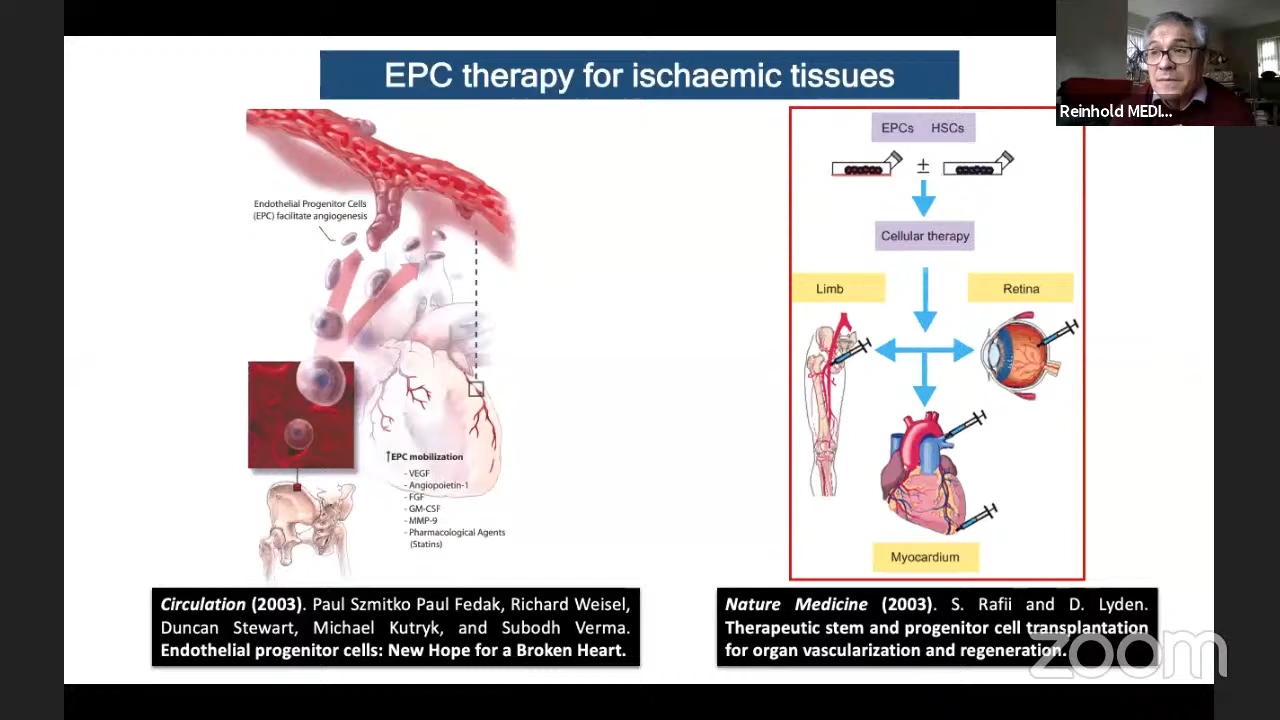 EPC therapy for ischaemic tissues
Reinhold MEDI...
Endothelial Progenitor Cells
(EPC) facilitate angiogenesis
↑EPC mobilization
- VEGF
- Angiopoietin-1
- FGF
- GM-CSF
- MMP-9
- Pharmacological Agents
(Statins)
EPCs HSCs
±
Cellular therapy
Limb
Retina
Myocardium
Circulation (2003). Paul Szmitko Paul Fedak, Richard Weisel,
Duncan Stewart, Michael Kutryk, and Subodh Verma.
Endothelial progenitor cells: New Hope for a Broken Heart.
Nature Medicine (2003). S. Rafii and D. Lyden.
Therapeutic stem and progenitor cell transplantation
for organ vascularization and regeneration.
zoom